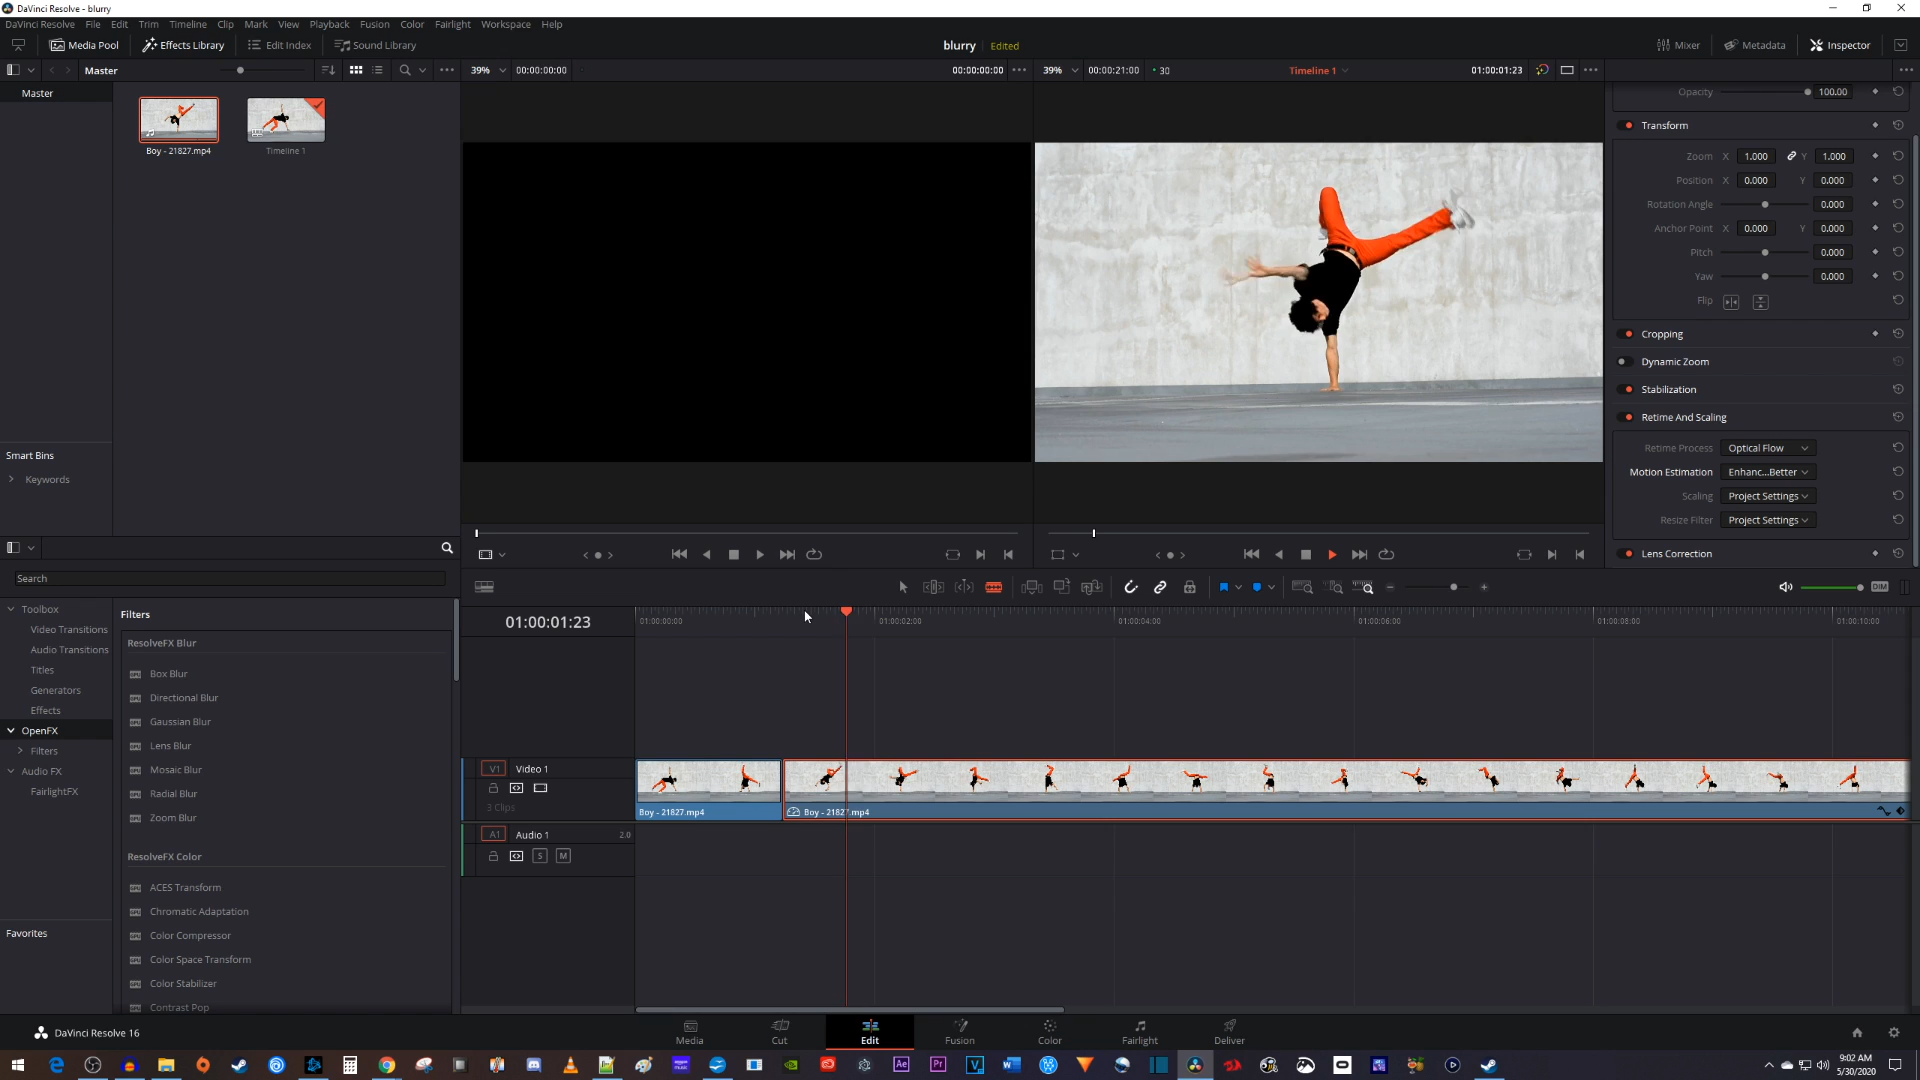 DaVinci Resolve - blurry
DaVinci Resolve File Edit Trim Timeline Clip Mark View Playback Fusion Color Fairlight Workspace Help
Media Pool Effects Library Edit Index Sound Library blurry Edited Mixer Metadata Inspector
Master 39% 00:00:00:00 00:00:00:00 39% 00:00:21:00 30 Timeline 1 01:00:01:23
Master
Boy - 21827.mp4 Timeline 1
Smart Bins
Keywords
Opacity 100.00
Transform
Zoom X 1.000 Y 1.000
Position X 0.000 Y 0.000
Rotation Angle 0.000
Anchor Point X 0.000 Y 0.000
Pitch 0.000
Yaw 0.000
Flip
Cropping
Dynamic Zoom
Stabilization
Retime And Scaling
Retime Process Optical Flow
Motion Estimation Enhanc...Better
Scaling Project Settings
Resize Filter Project Settings
Lens Correction
Search
Toolbox
Video Transitions
Audio Transitions
Titles
Generators
Effects
OpenFX
Filters
Audio FX
FairlightFX
Favorites
Filters
ResolveFX Blur
Box Blur
Directional Blur
Gaussian Blur
Lens Blur
Mosaic Blur
Radial Blur
Zoom Blur
ResolveFX Color
ACES Transform
Chromatic Adaptation
Color Compressor
Color Space Transform
Color Stabilizer
Contrast Pop
DIM
01:00:01:23 01:00:00:00 01:00:02:00 01:00:04:00 01:00:06:00 01:00:08:00 01:00:10:00
V1 Video 1
3 Clips
Boy - 21827.mp4 Boy - 21827.mp4
A1 Audio 1 2.0
S M
DaVinci Resolve 16
Media Cut Edit Fusion Color Fairlight Deliver
Ae Pr
9:02 AM
5/30/2020